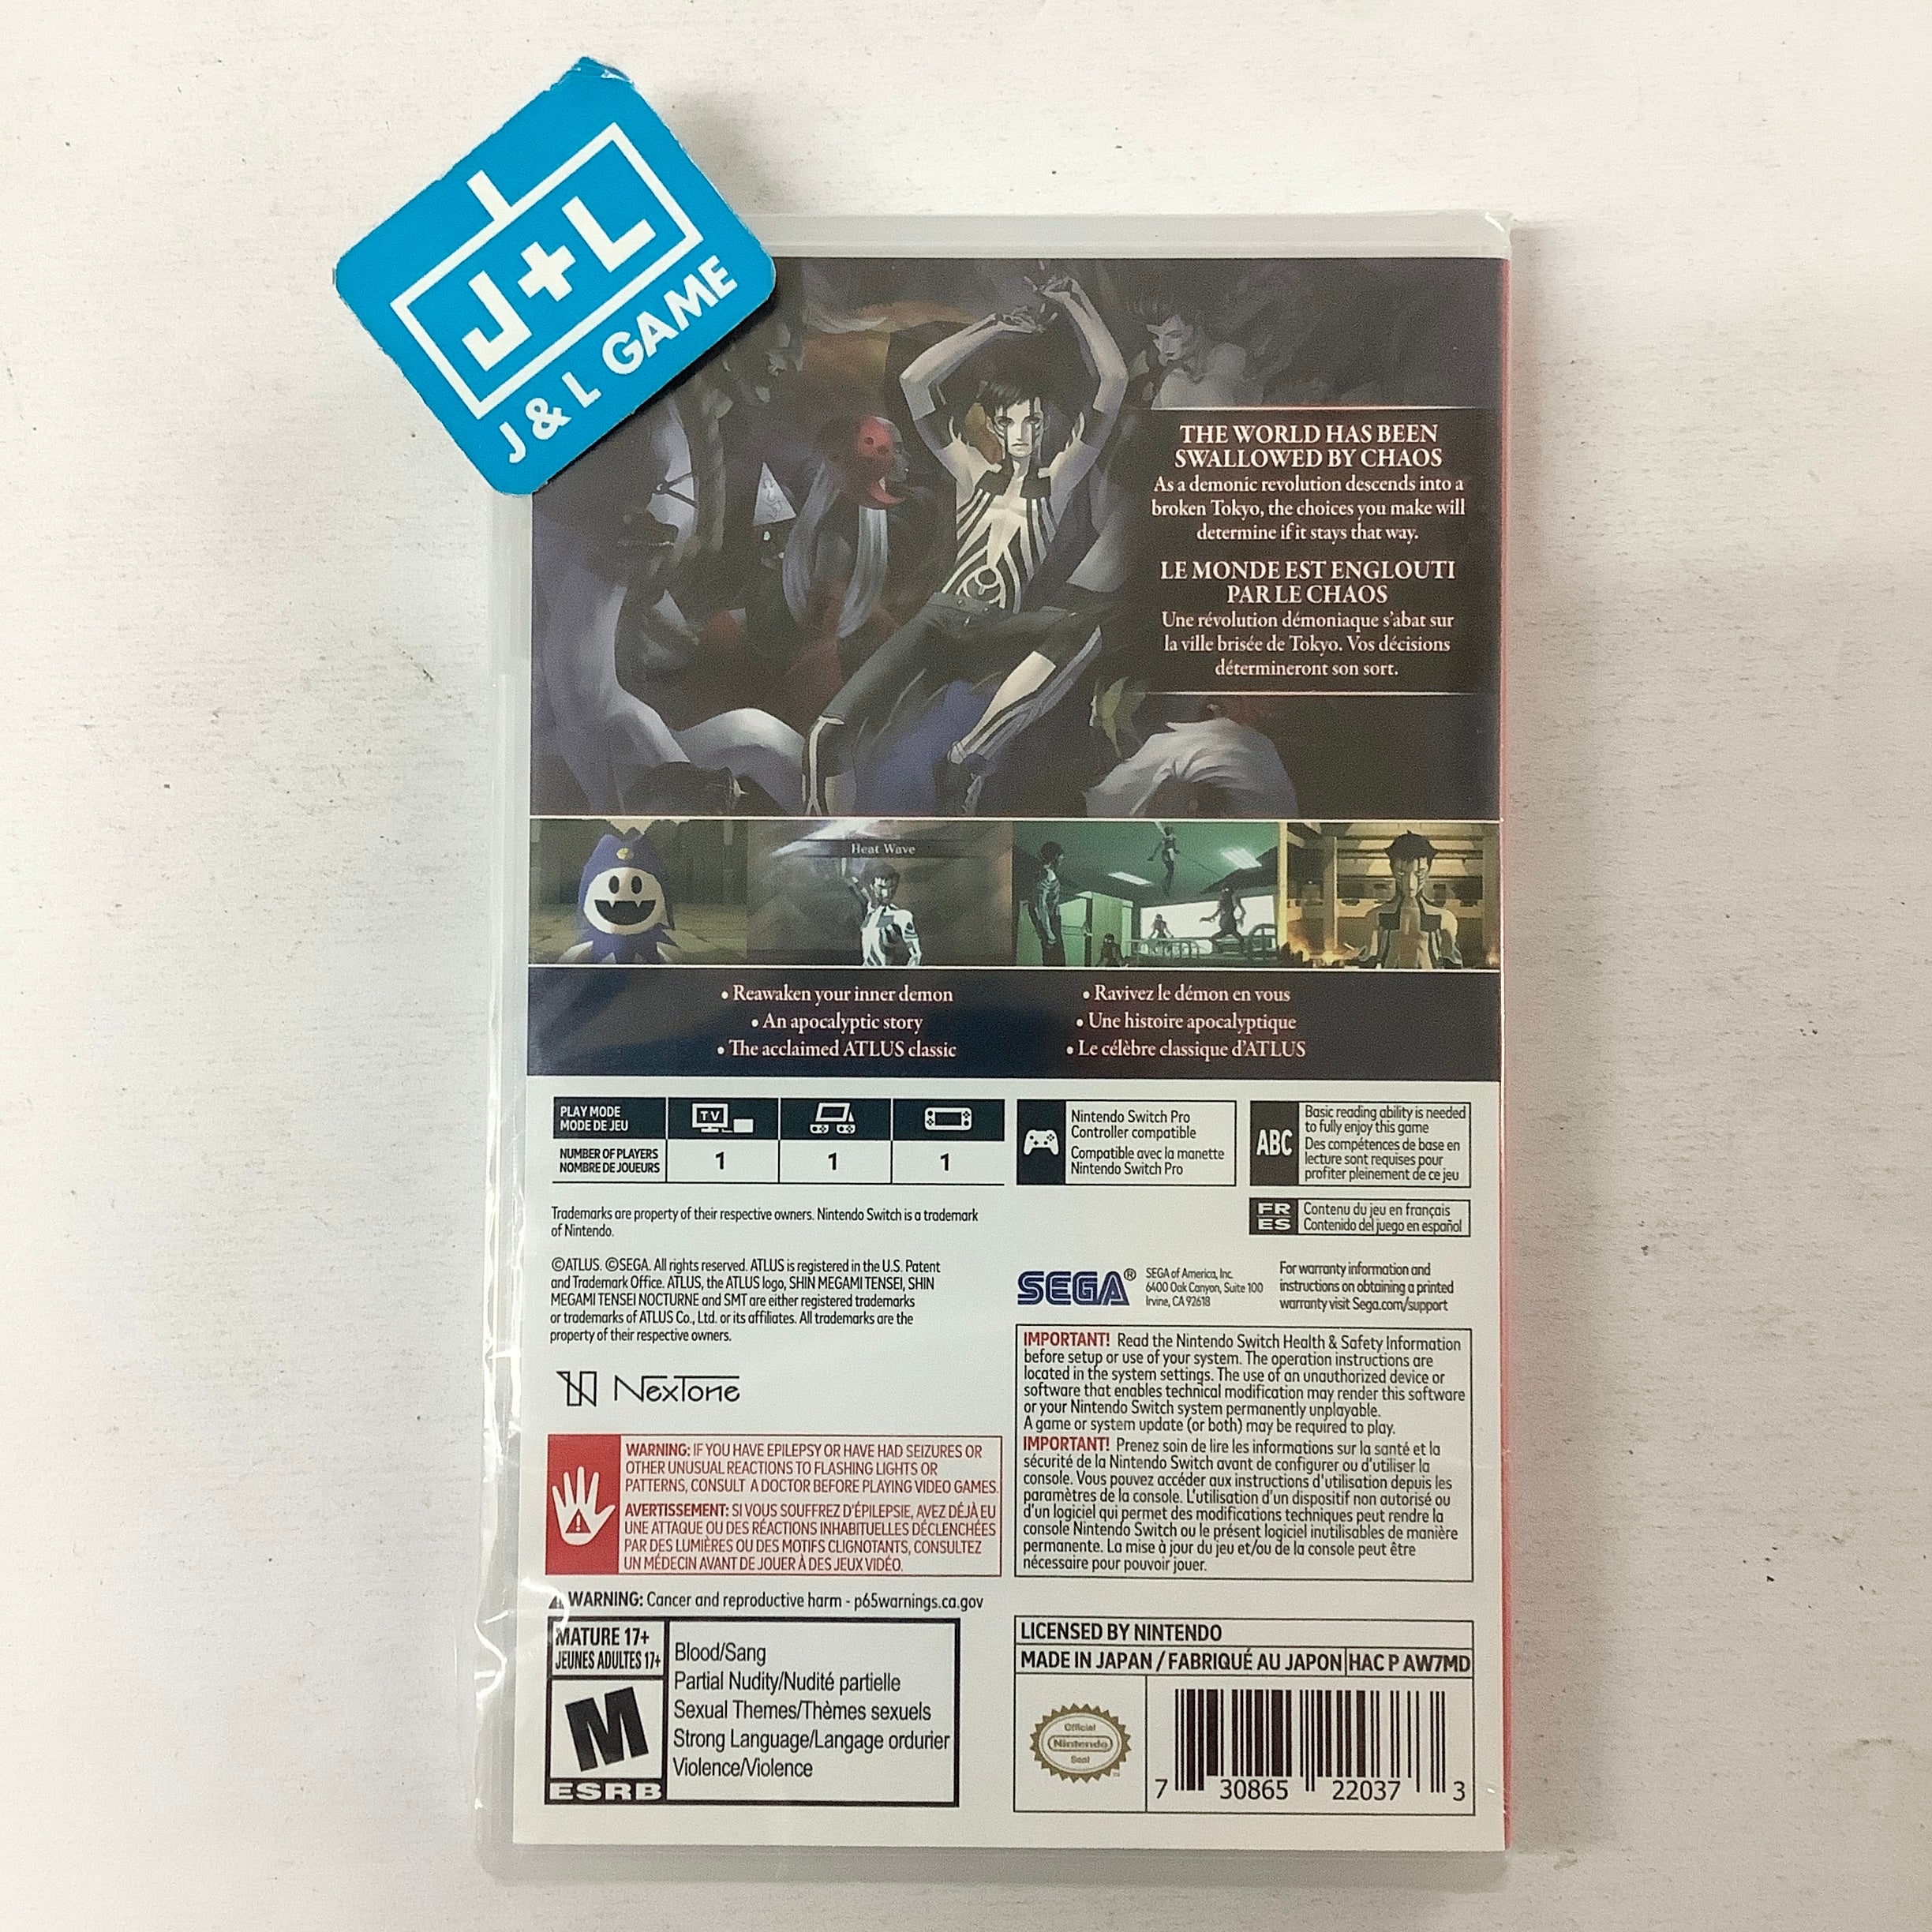 J+L
J & L GAME
THE WORLD HAS BEEN
SWALLOWED BY CHAOS
As a demonic revolution descends into a
broken Tokyo, the choices you make will
determine if it stays that way.
LE MONDE EST ENGLOUTI
PAR LE CHAOS
Une révolution démoniaque s'abat sur
la ville brisée de Tokyo. Vos décisions
détermineront son sort.
Heat Wave
• Reawaken your inner demon
• An apocalyptic story
• The acclaimed ATLUS classic
• Ravivez le démon en vous
• Une histoire apocalyptique
• Le célèbre classique d'ATLUS
PLAY MODE
MODE DE JEU
TV
NUMBER OF PLAYERS
NOMBRE DE JOUEURS
1 1 1
Nintendo Switch Pro
Controller compatible
Compatible avec la manette
Nintendo Switch Pro
ABC
Basic reading ability is needed
to fully enjoy this game
Des compétences de base en
lecture sont requises pour
profiter pleinement de ce jeu
FR
ES
Contenu du jeu en français
Contenido del juego en español
Trademarks are property of their respective owners. Nintendo Switch is a trademark
of Nintendo.
©ATLUS. ©SEGA. All rights reserved. ATLUS is registered in the U.S. Patent
and Trademark Office. ATLUS, the ATLUS logo, SHIN MEGAMI TENSEI, SHIN
MEGAMI TENSEI NOCTURNE and SMT are either registered trademarks
or trademarks of ATLUS Co., Ltd. or its affiliates. All trademarks are the
property of their respective owners.
NexTone
SEGA®
SEGA of America, Inc.
6400 Oak Canyon, Suite 100
Irvine, CA 92618
For warranty information and
instructions on obtaining a printed
warranty visit Sega.com/support
IMPORTANT! Read the Nintendo Switch Health & Safety Information
before setup or use of your system. The operation instructions are
located in the system settings. The use of an unauthorized device or
software that enables technical modification may render this software
or your Nintendo Switch system permanently unplayable.
A game or system update (or both) may be required to play.
IMPORTANT! Prenez soin de lire les informations sur la santé et la
sécurité de la Nintendo Switch avant de configurer ou d'utiliser la
console. Vous pouvez accéder aux instructions d'utilisation depuis les
paramètres de la console. L'utilisation d'un dispositif non autorisé ou
d'un logiciel qui permet des modifications techniques peut rendre la
console Nintendo Switch ou le présent logiciel inutilisables de manière
permanente. La mise à jour du jeu et/ou de la console peut être
nécessaire pour pouvoir jouer.
WARNING: IF YOU HAVE EPILEPSY OR HAVE HAD SEIZURES OR
OTHER UNUSUAL REACTIONS TO FLASHING LIGHTS OR
PATTERNS, CONSULT A DOCTOR BEFORE PLAYING VIDEO GAMES.
AVERTISSEMENT: SI VOUS SOUFFREZ D'ÉPILEPSIE, AVEZ DÉJÀ EU
UNE ATTAQUE OU DES RÉACTIONS INHABITUELLES DÉCLENCHÉES
PAR DES LUMIÈRES OU DES MOTIFS CLIGNOTANTS, CONSULTEZ
UN MÉDECIN AVANT DE JOUER À DES JEUX VIDÉO.
WARNING: Cancer and reproductive harm - p65warnings.ca.gov
MATURE 17+
JEUNES ADULTES 17+
M
ESRB
Blood/Sang
Partial Nudity/Nudité partielle
Sexual Themes/Thèmes sexuels
Strong Language/Langage ordurier
Violence/Violence
LICENSED BY NINTENDO
MADE IN JAPAN / FABRIQUÉ AU JAPON HAC P AW7MD
Official
Nintendo
Seal
7 30865 22037 3